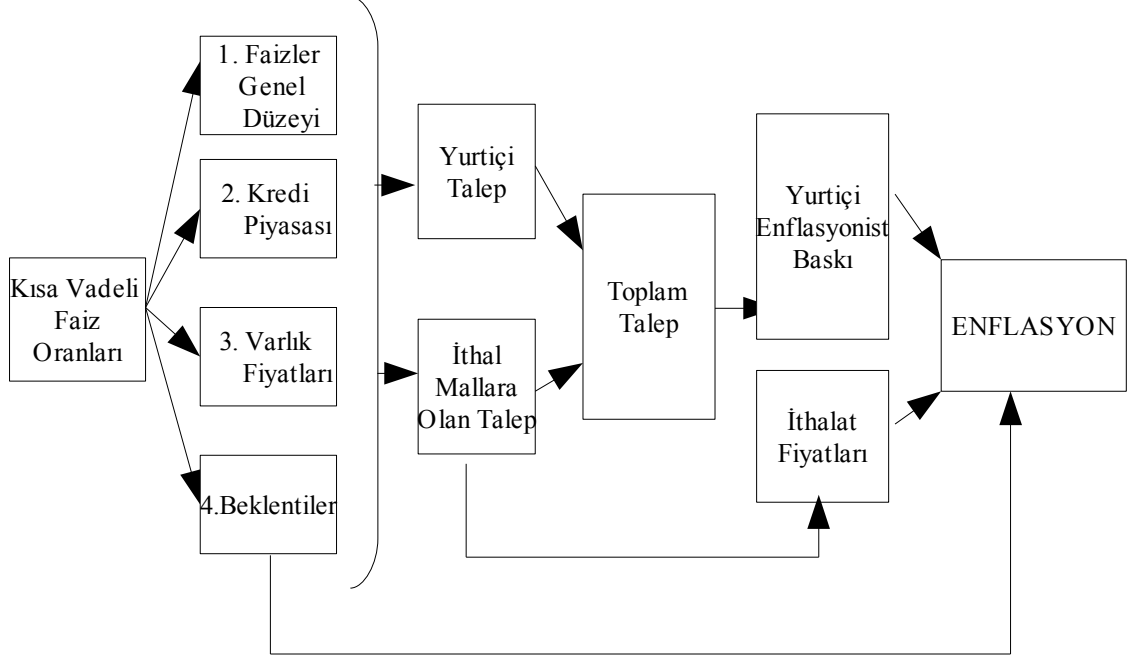 Kısa Vadeli
Faiz
Oranları
1. Faizler
Genel
Düzeyi
2. Kredi
Piyasası
3. Varlık
Fiyatları
4.Beklentiler
Yurtiçi
Talep
İthal
Mallara
Olan Talep
Toplam
Talep
Yurtiçi
Enflasyonist
Baskı
İthalat
Fiyatları
ENFLASYON